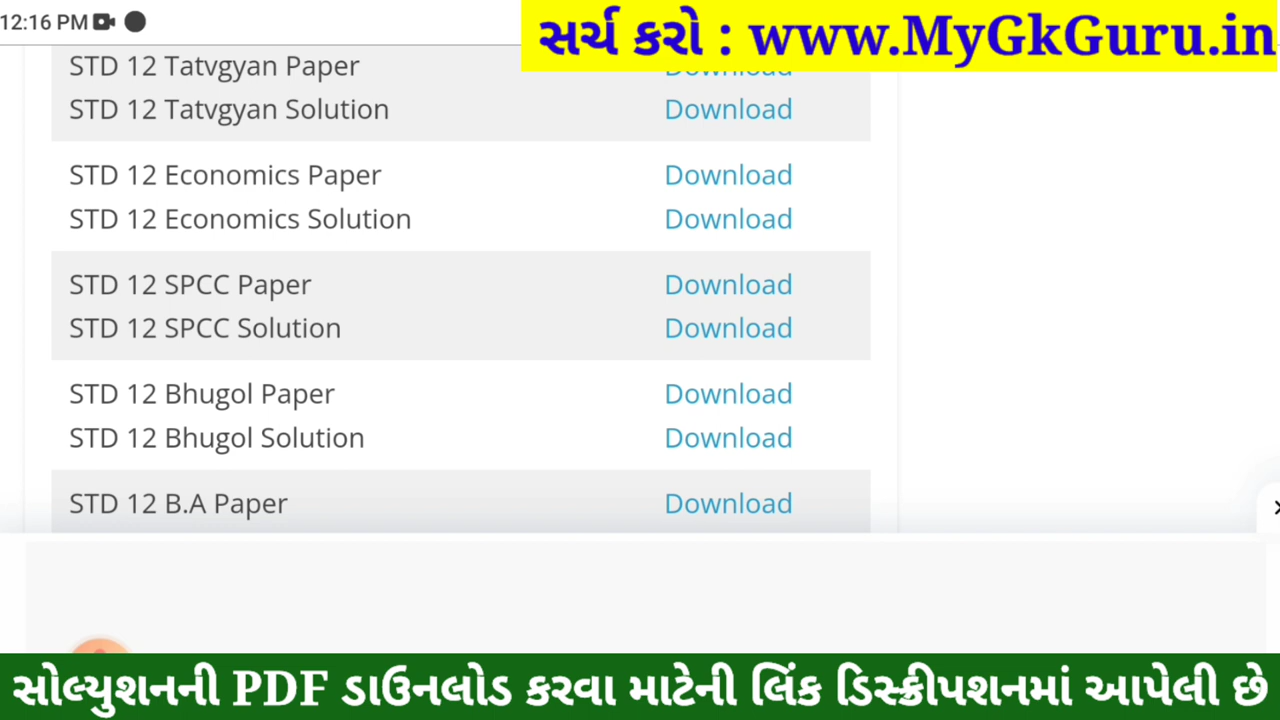 12:16 PM
સર્ચ કરો : www.MyGkGuru.in
STD 12 Tatvgyan Paper Download
STD 12 Tatvgyan Solution Download
STD 12 Economics Paper Download
STD 12 Economics Solution Download
STD 12 SPCC Paper Download
STD 12 SPCC Solution Download
STD 12 Bhugol Paper Download
STD 12 Bhugol Solution Download
STD 12 B.A Paper Download
સોલ્યુશનની PDF ડાઉનલોડ કરવા માટેની લિંક ડિસ્ક્રીપશનમાં આપેલી છે